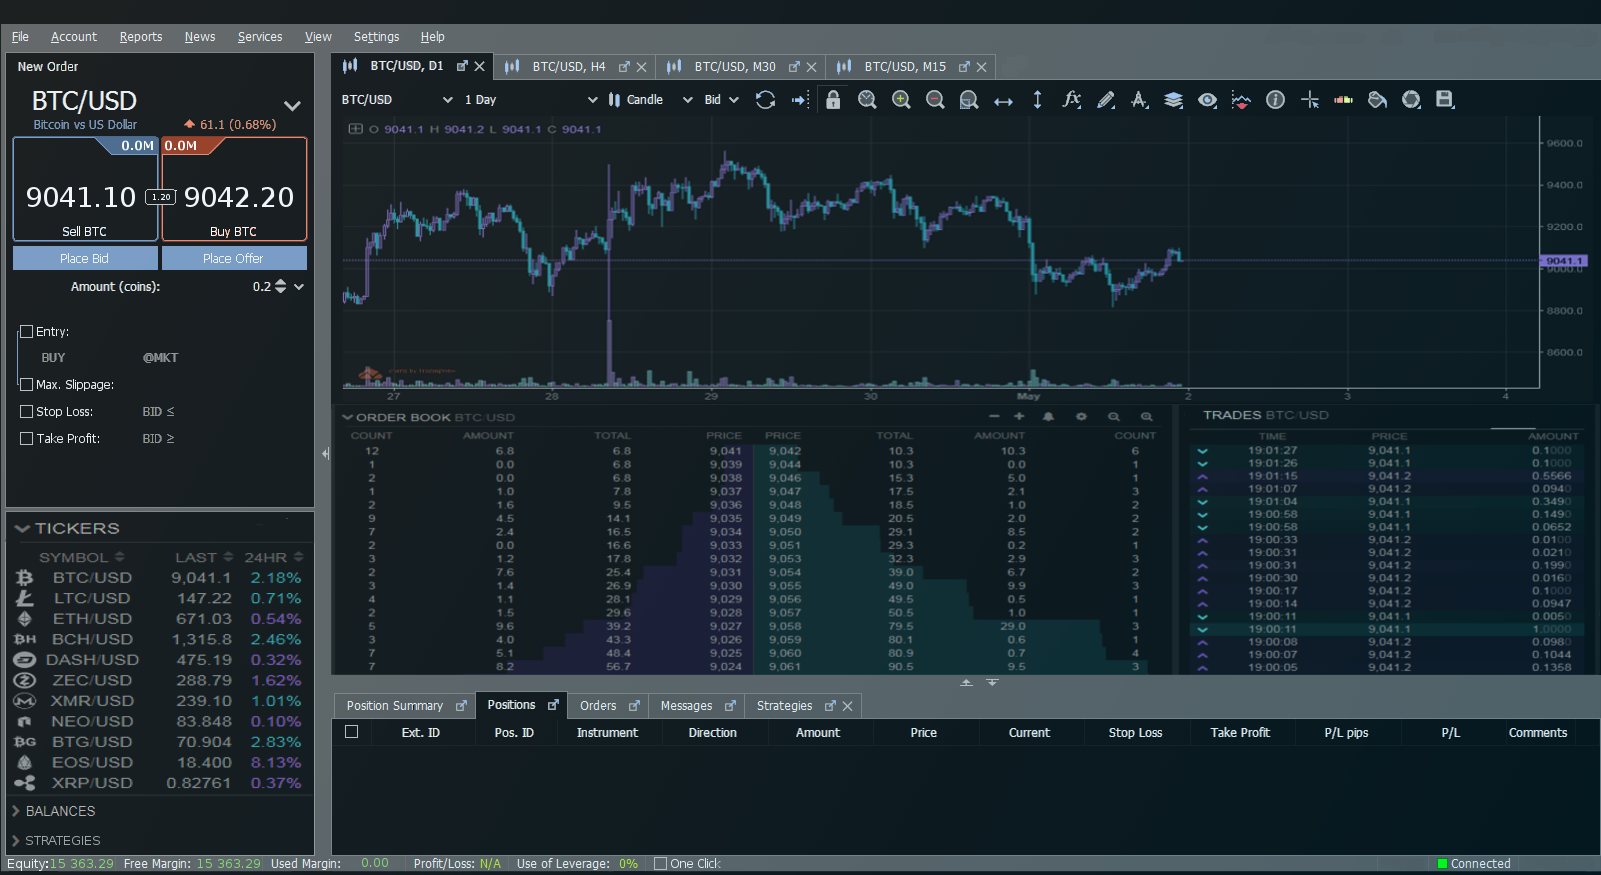 File Account Reports News Services View Settings Help
New Order
BTC/USD
Bitcoin vs US Dollar 61.1 (0.68%)
0.0M 0.0M
9041.10 1.20 9042.20
Sell BTC Buy BTC
Place Bid Place Offer
Amount (coins): 0.2
Entry:
BUY @MKT
Max. Slippage:
Stop Loss: BID ≤
Take Profit: BID ≥
TICKERS
SYMBOL LAST 24HR
BTC/USD 9,041.1 2.18%
LTC/USD 147.22 0.71%
ETH/USD 671.03 0.54%
BCH/USD 1,315.8 2.46%
DASH/USD 475.19 0.32%
ZEC/USD 288.79 1.62%
XMR/USD 239.10 1.01%
NEO/USD 83.848 0.10%
BTG/USD 70.904 2.83%
EOS/USD 18.400 8.13%
XRP/USD 0.82761 0.37%
BALANCES
STRATEGIES
BTC/USD, D1 BTC/USD, H4 BTC/USD, M30 BTC/USD, M15
BTC/USD 1 Day Candle Bid
O 9041.1 H 9041.2 L 9041.1 C 9041.1
9600.0
9400.0
9200.0
9041.1
9000.0
8800.0
8600.0
27 28 29 30 May 2 3 4
ORDER BOOK BTC/USD
COUNT AMOUNT TOTAL PRICE PRICE TOTAL AMOUNT COUNT
12 6.8 6.8 9,041 9,042 10.3 10.3 6
1 0.0 6.8 9,039 9,044 10.3 0.0 1
2 0.0 6.8 9,038 9,046 15.3 5.0 1
1 1.0 7.8 9,037 9,047 17.5 2.1 3
2 1.6 9.5 9,036 9,048 18.5 1.0 2
9 4.5 14.1 9,035 9,049 20.5 2.0 2
7 2.4 16.5 9,034 9,050 29.1 8.5 2
2 0.0 16.6 9,033 9,051 29.3 0.2 1
3 1.2 17.8 9,032 9,053 32.3 2.9 3
2 7.6 25.4 9,031 9,054 39.0 6.7 2
3 1.4 26.9 9,030 9,055 49.0 9.9 3
4 1.1 28.1 9,029 9,056 49.5 0.5 1
2 1.5 29.6 9,028 9,057 50.5 1.0 1
5 9.6 39.2 9,027 9,058 79.5 29.0 3
3 4.0 43.3 9,026 9,059 80.1 0.6 1
7 5.1 48.4 9,025 9,060 80.9 0.7 4
7 8.2 56.7 9,024 9,061 90.5 9.5 3
TRADES BTC/USD
TIME PRICE AMOUNT
19:01:27 9,041.1 0.1000
19:01:26 9,041.1 0.1000
19:01:15 9,041.2 0.5566
19:01:07 9,041.2 0.0940
19:01:04 9,041.1 0.3490
19:00:58 9,041.1 0.1490
19:00:58 9,041.1 0.0652
19:00:33 9,041.2 0.0100
19:00:31 9,041.2 0.0210
19:00:31 9,041.2 0.1990
19:00:30 9,041.2 0.0160
19:00:17 9,041.2 0.1000
19:00:14 9,041.2 0.0947
19:00:11 9,041.1 0.0050
19:00:11 9,041.1 1.0000
19:00:08 9,041.2 0.0980
19:00:07 9,041.2 0.1044
19:00:05 9,041.2 0.1358
Position Summary Positions Orders Messages Strategies
Ext. ID Pos. ID Instrument Direction Amount Price Current Stop Loss Take Profit P/L pips P/L Comments
Equity:15 363.29 Free Margin: 15 363.29 Used Margin: 0.00 Profit/Loss: N/A Use of Leverage: 0% One Click Connected